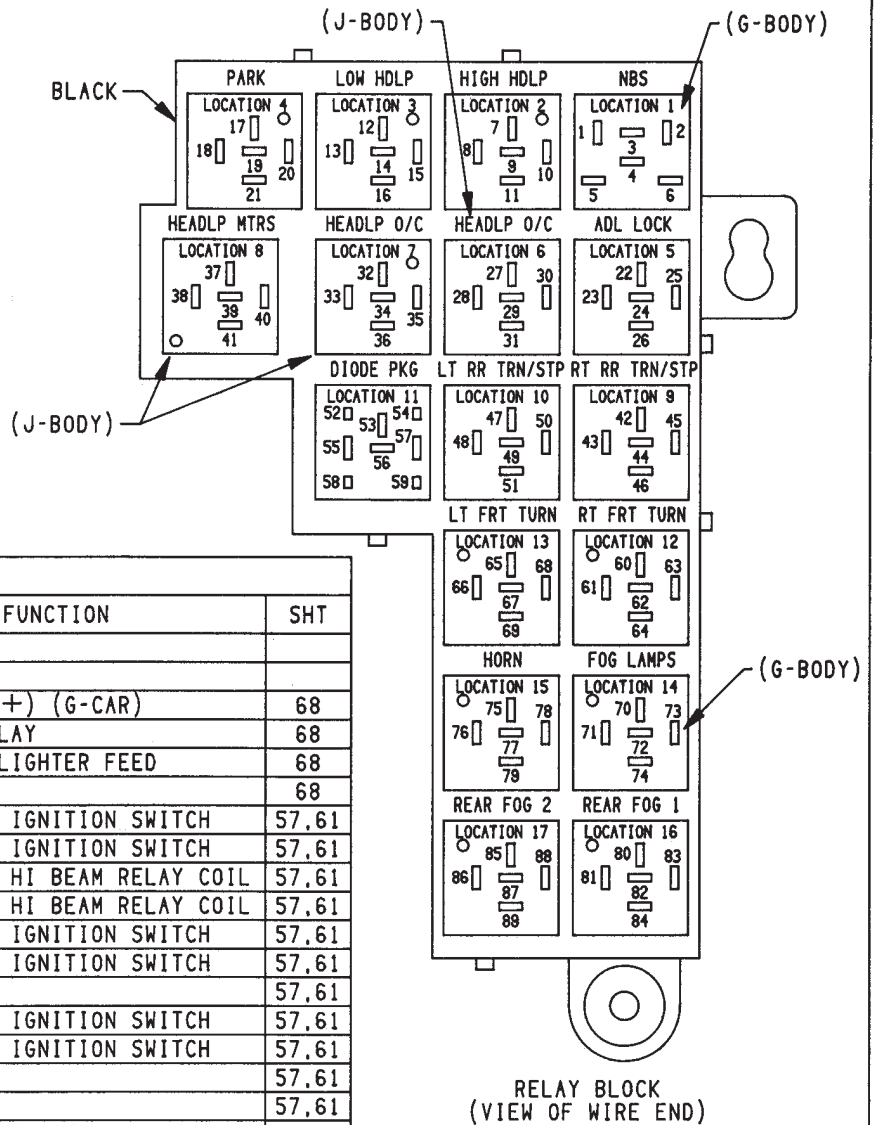 (J-BODY)
(G-BODY)
BLACK
PARK
LOW HDLP
HIGH HDLP
NBS
LOCATION 4
17
18
19
20
21
LOCATION 3
12
13
14
15
16
LOCATION 2
7
8
9
10
11
LOCATION 1
1
2
3
4
5
6
HEADLP MTRS
HEADLP O/C
HEADLP O/C
ADL LOCK
LOCATION 8
37
38
39
40
41
LOCATION 7
32
33
34
35
36
LOCATION 6
27
30
28
29
31
LOCATION 5
22
25
23
24
26
(J-BODY)
DIODE PKG
LT RR TRN/STP
RT RR TRN/STP
LOCATION 11
52
54
53
55
57
56
58
59
LOCATION 10
47
50
48
49
51
LOCATION 9
42
45
43
44
46
LT FRT TURN
RT FRT TURN
LOCATION 13
65
68
66
67
69
LOCATION 12
60
63
61
62
64
HORN
FOG LAMPS
(G-BODY)
LOCATION 15
75
78
76
77
79
LOCATION 14
70
73
71
72
74
REAR FOG 2
REAR FOG 1
LOCATION 17
85
88
86
87
89
LOCATION 16
80
83
81
82
84
RELAY BLOCK
(VIEW OF WIRE END)
FUNCTION SHT
+) (G-CAR) 68
LAY 68
LIGHTER FEED 68
68
IGNITION SWITCH 57,61
IGNITION SWITCH 57,61
HI BEAM RELAY COIL 57,61
HI BEAM RELAY COIL 57,61
IGNITION SWITCH 57,61
IGNITION SWITCH 57,61
57,61
IGNITION SWITCH 57,61
IGNITION SWITCH 57,61
57,61
57,61